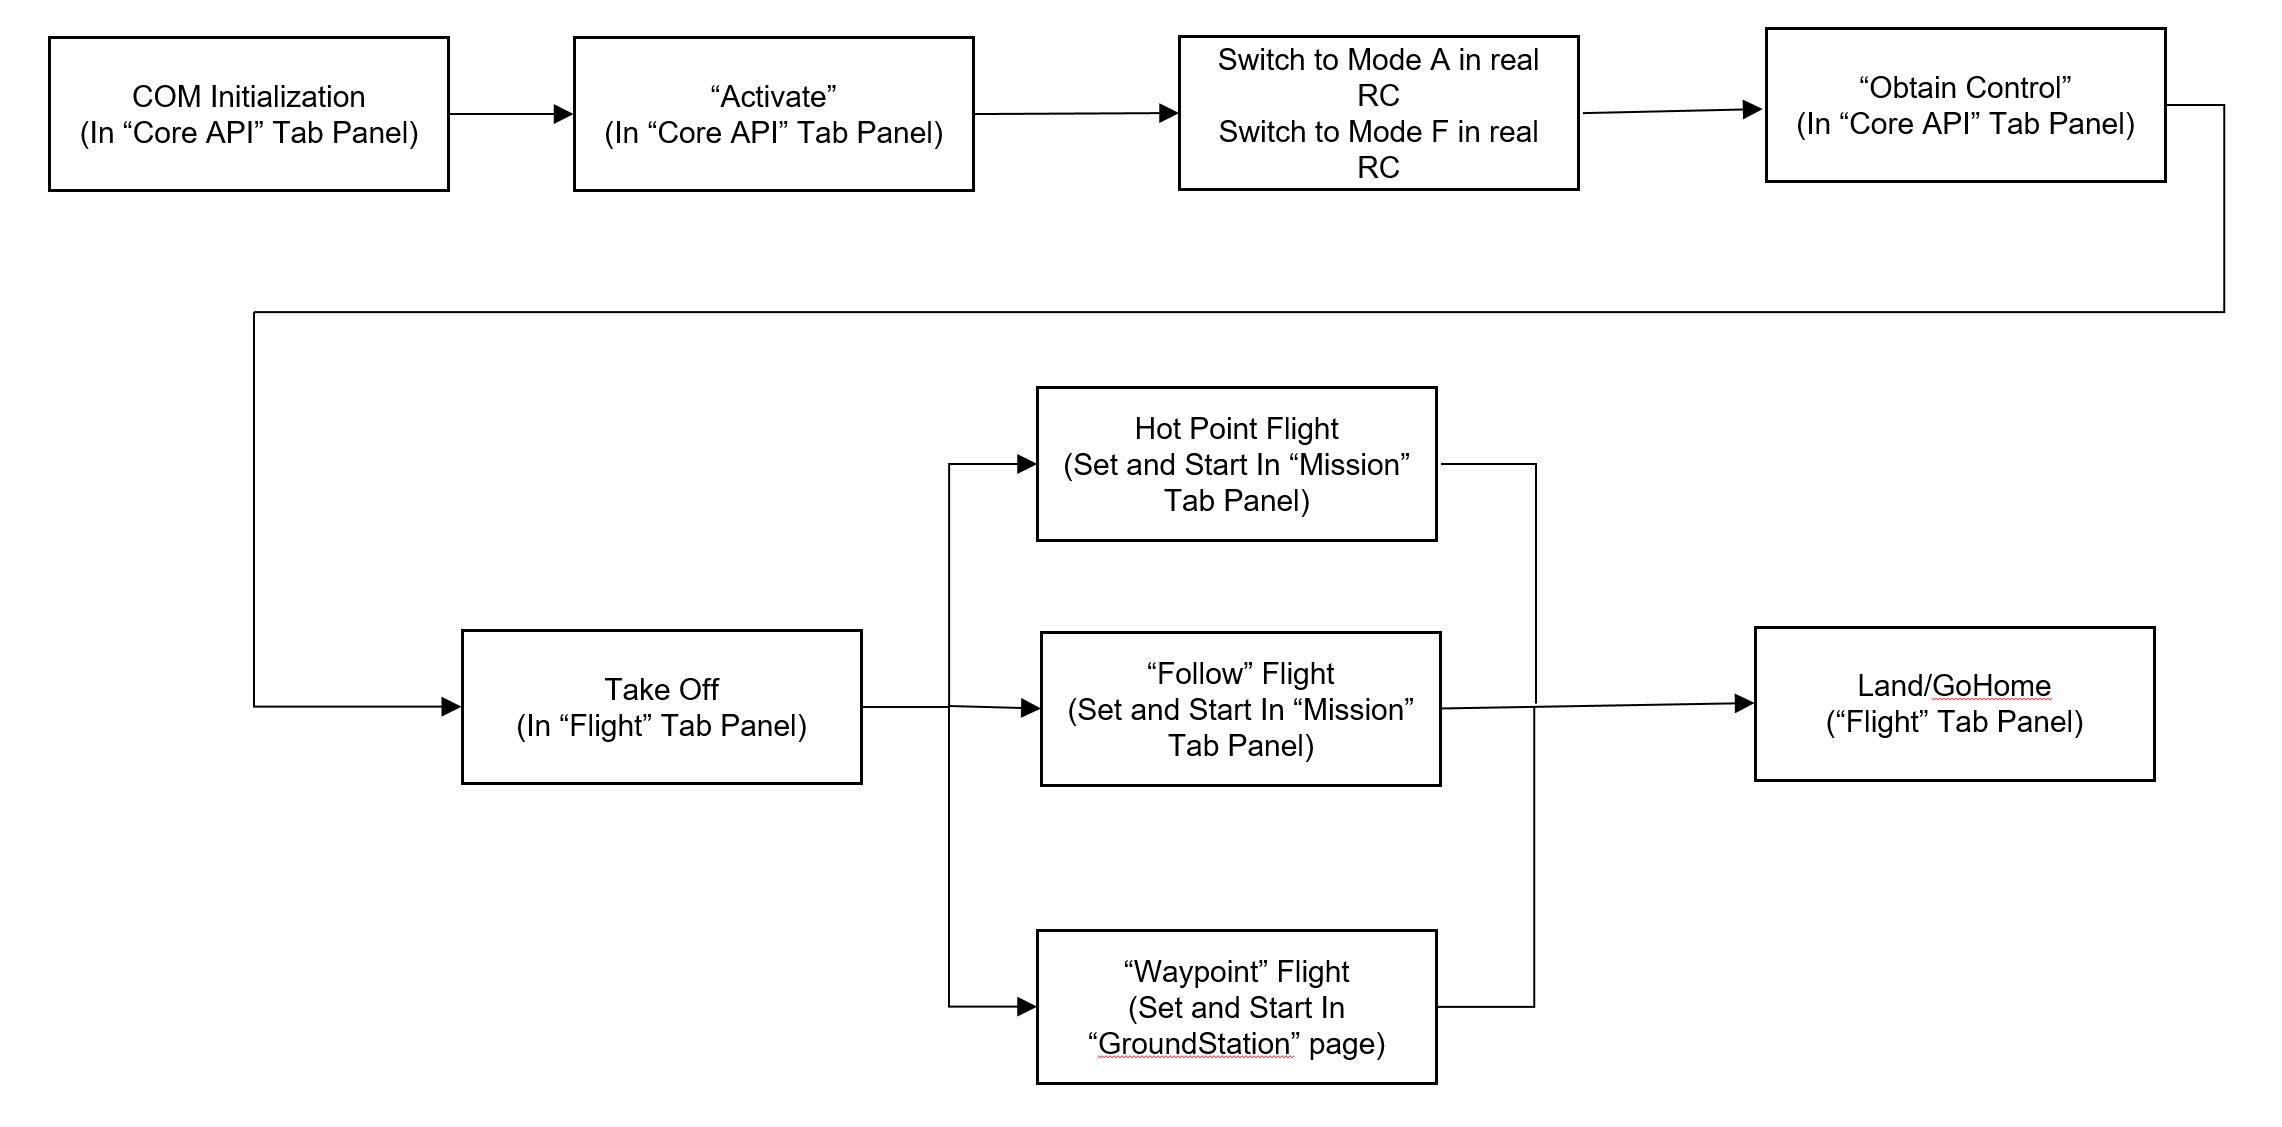 COM Initialization
(In “Core API” Tab Panel)
“Activate”
(In “Core API” Tab Panel)
Switch to Mode A in real
RC
Switch to Mode F in real
RC
“Obtain Control”
(In “Core API” Tab Panel)
Hot Point Flight
(Set and Start In “Mission”
Tab Panel)
Take Off
(In “Flight” Tab Panel)
“Follow” Flight
(Set and Start In “Mission”
Tab Panel)
Land/GoHome
(“Flight” Tab Panel)
“Waypoint” Flight
(Set and Start In
“GroundStation” page)